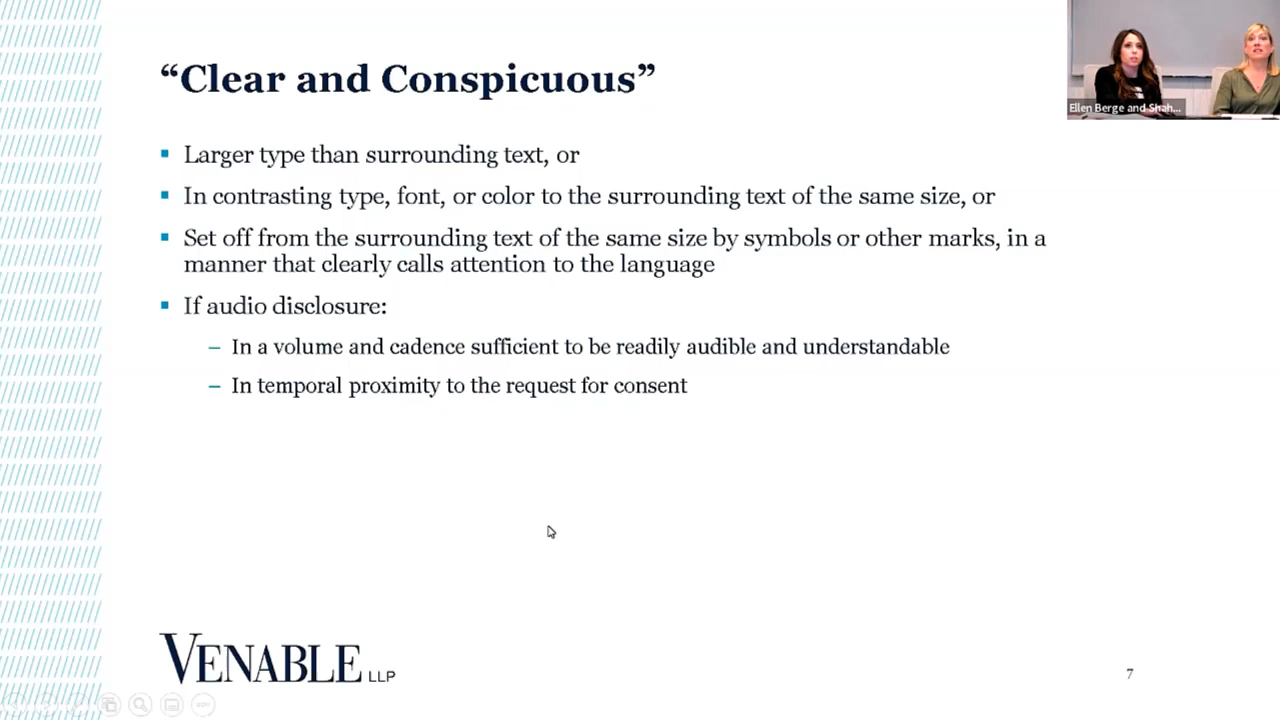 “Clear and Conspicuous”
Ellen Berge and Shah...
Larger type than surrounding text, or
In contrasting type, font, or color to the surrounding text of the same size, or
Set off from the surrounding text of the same size by symbols or other marks, in a
manner that clearly calls attention to the language
If audio disclosure:
– In a volume and cadence sufficient to be readily audible and understandable
– In temporal proximity to the request for consent
VENABLE LLP
7